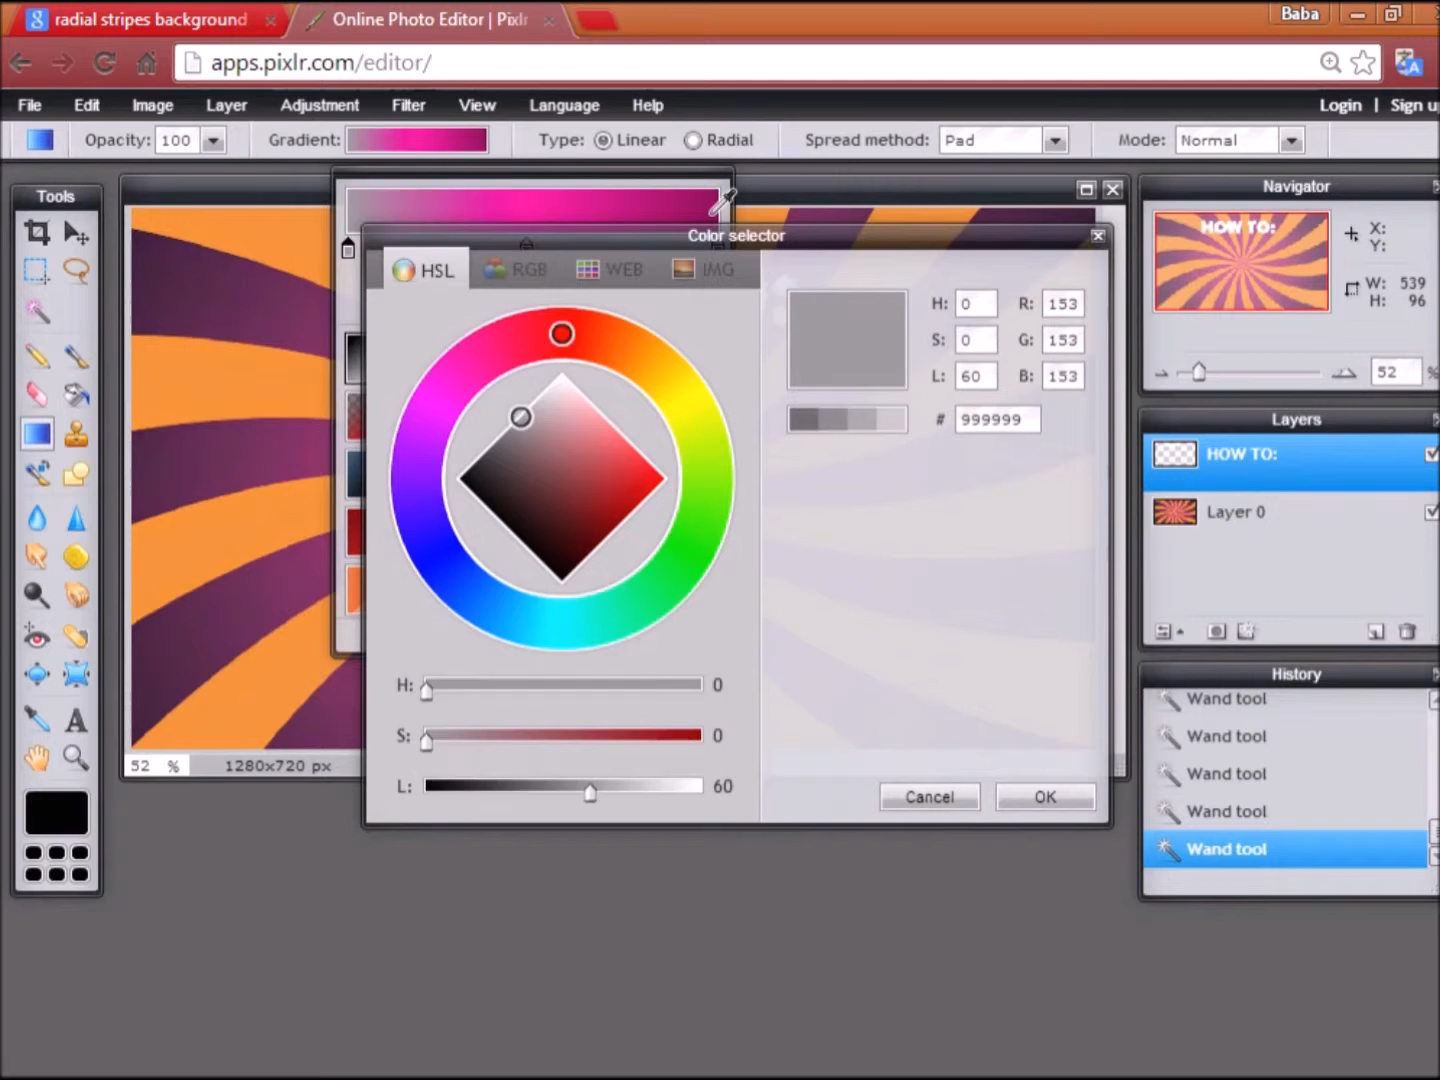 radial stripes background
Online Photo Editor | Pixlr
Baba
apps.pixlr.com/editor/
File Edit Image Layer Adjustment Filter View Language Help
Login | Sign u
Opacity: 100 Gradient: Type: Linear Radial Spread method: Pad Mode: Normal
Tools
Color selector
HSL RGB WEB IMG
H: 0 R: 153
S: 0 G: 153
L: 60 B: 153
# 999999
H: 0
S: 0
L: 60
Cancel OK
52 % 1280x720 px
Navigator
HOW TO:
X:
Y:
W: 539
H: 96
52 %
Layers
HOW TO:
Layer 0
History
Wand tool
Wand tool
Wand tool
Wand tool
Wand tool